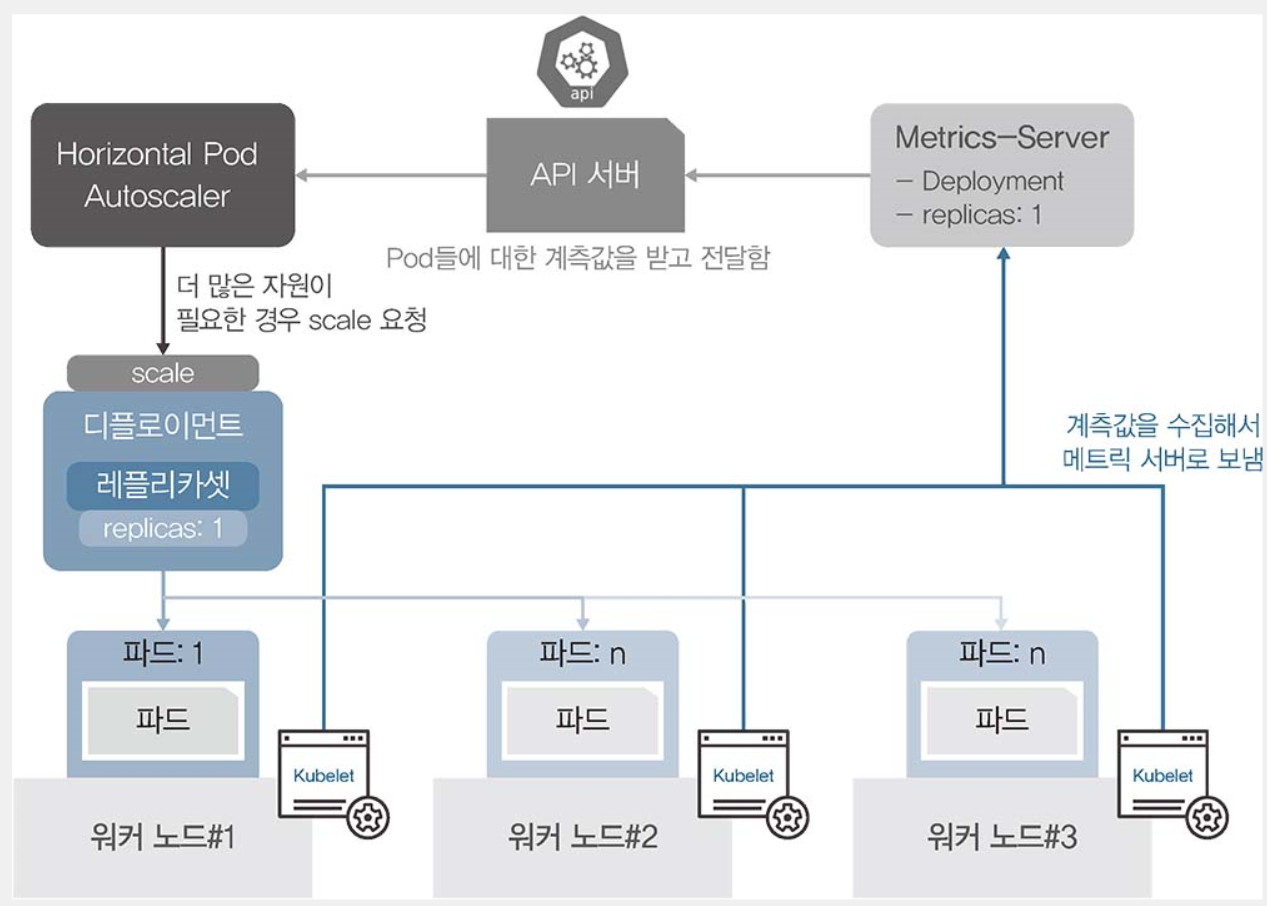 api
Horizontal Pod
Autoscaler
API 서버
Metrics-Server
- Deployment
- replicas: 1
Pod들에 대한 계측값을 받고 전달함
더 많은 자원이
필요한 경우 scale 요청
scale
디플로이먼트
레플리카셋
replicas: 1
계측값을 수집해서
메트릭 서버로 보냄
파드: 1
파드
Kubelet
워커 노드#1
파드: n
파드
Kubelet
워커 노드#2
파드: n
파드
Kubelet
워커 노드#3